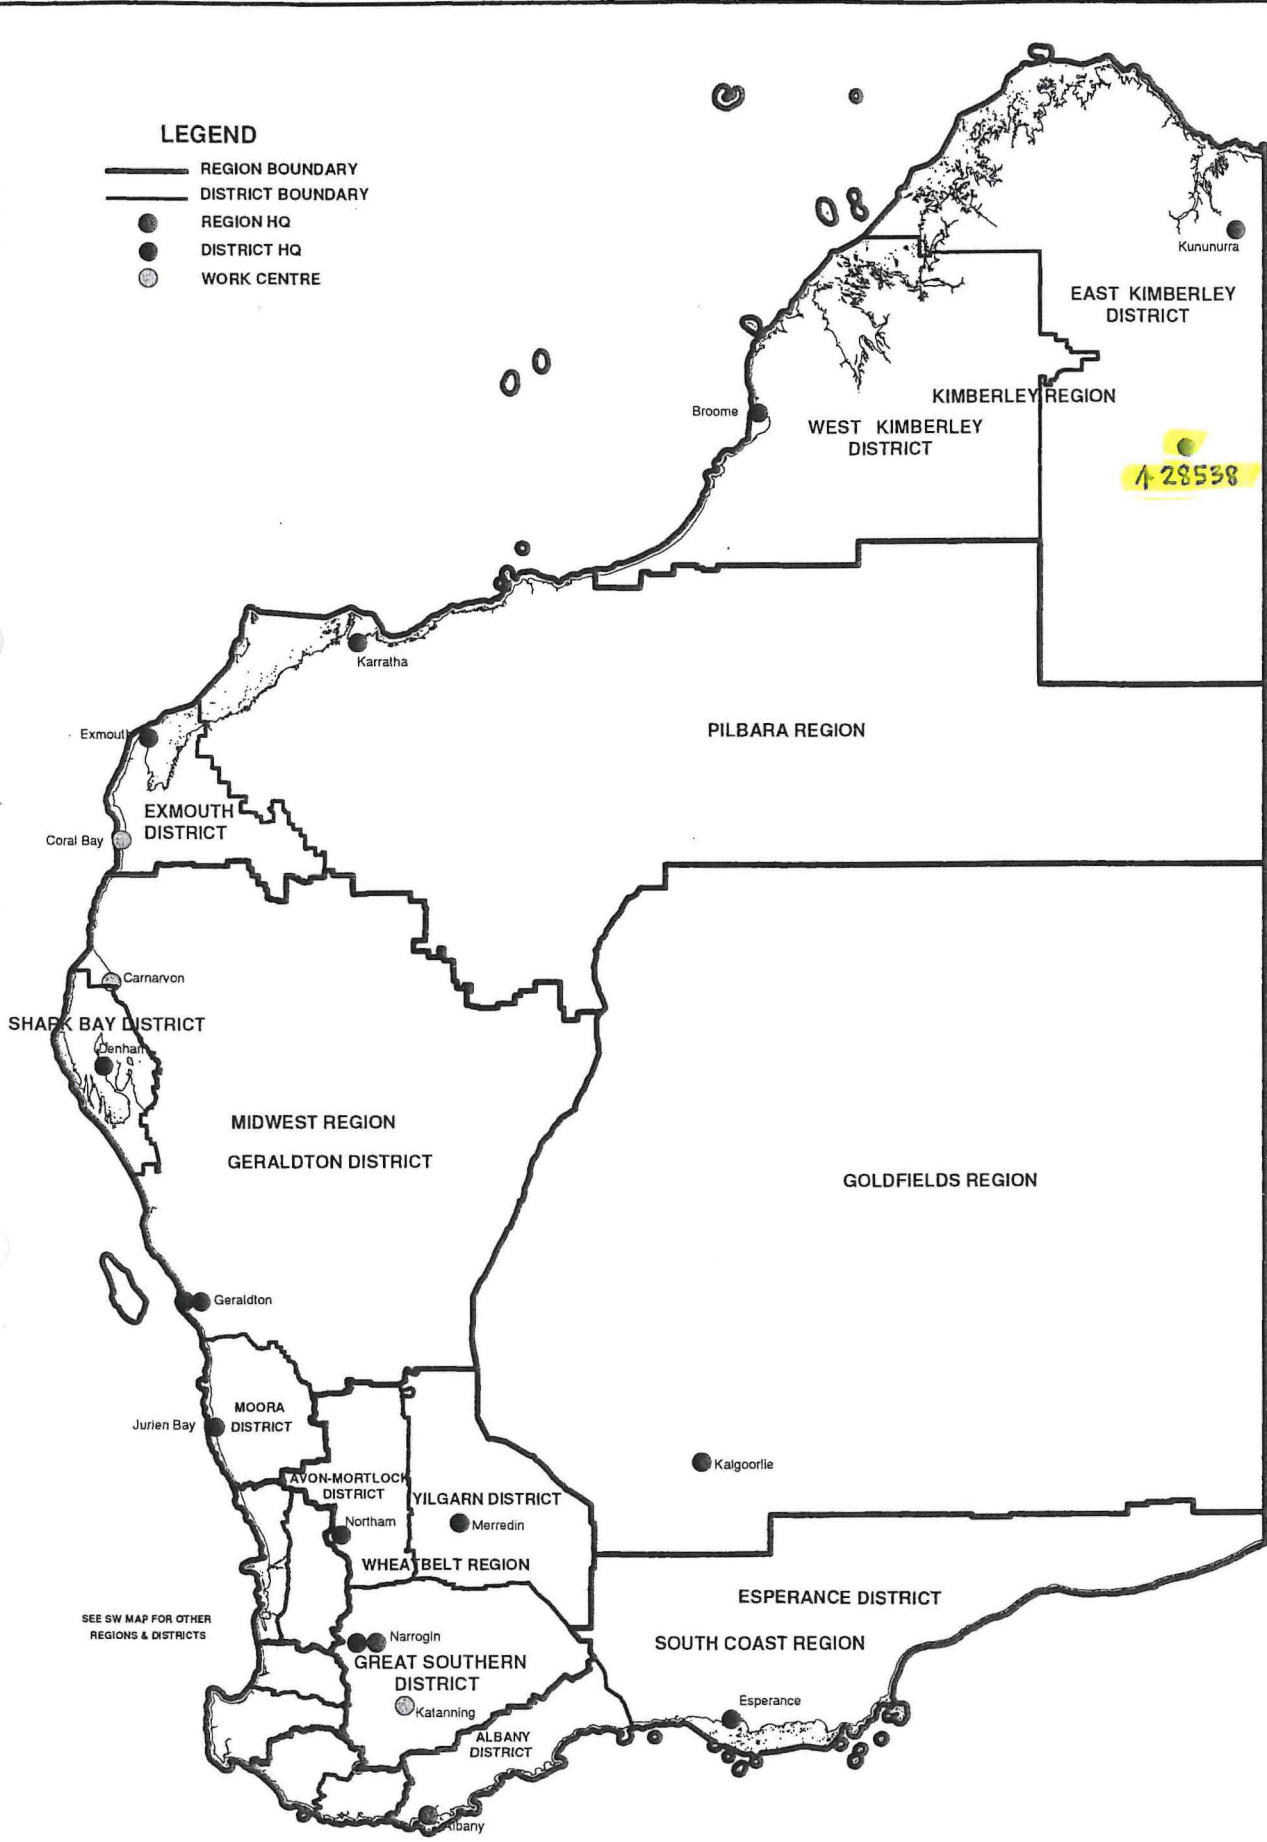 LEGEND
REGION BOUNDARY
DISTRICT BOUNDARY
REGION HQ
DISTRICT HQ
WORK CENTRE
Kununurra
EAST KIMBERLEY
DISTRICT
KIMBERLEY REGION
Broome
WEST KIMBERLEY
DISTRICT
↑ 28538
Karratha
PILBARA REGION
Exmouth
EXMOUTH
DISTRICT
Coral Bay
Carnarvon
SHARK BAY DISTRICT
Denham
MIDWEST REGION
GERALDTON DISTRICT
GOLDFIELDS REGION
Geraldton
MOORA
DISTRICT
Jurien Bay
Kalgoorlie
AVON-MORTLOCK
DISTRICT
YILGARN DISTRICT
Northam
Merredin
WHEATBELT REGION
ESPERANCE DISTRICT
SEE SW MAP FOR OTHER
REGIONS & DISTRICTS
Narrogin
SOUTH COAST REGION
GREAT SOUTHERN
DISTRICT
Katanning
Esperance
ALBANY
DISTRICT
Albany